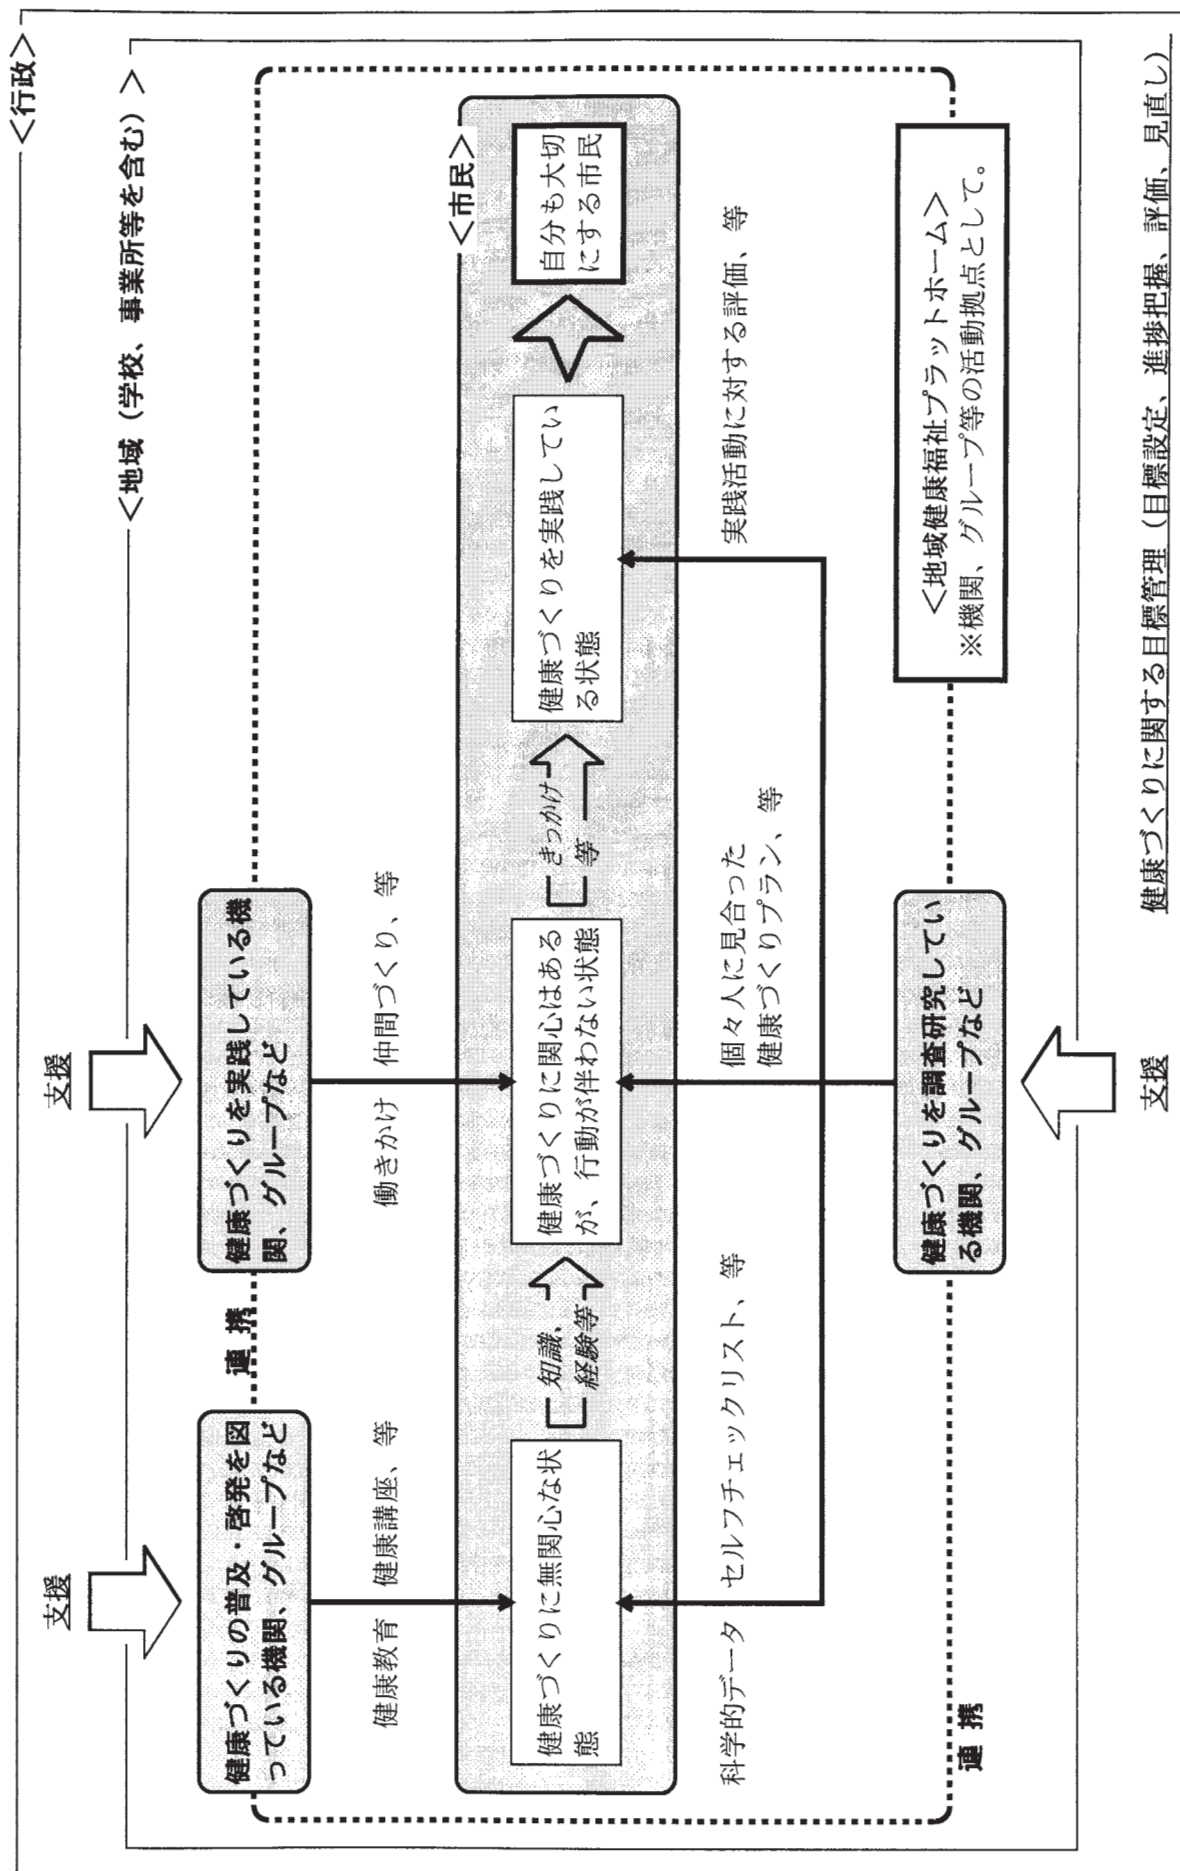 ＜行政＞
＜地域（学校、事業所等を含む）＞
支援
支援
健康づくりの普及・啓発を図
っている機関、グループなど
連 携
健康づくりを実践している機
関、グループなど
健康教育 健康講座、等
働きかけ 仲間づくり、等
＜市民＞
健康づくりに無関心な状
態
知識、
経験等
健康づくりに関心はある
が、行動が伴わない状態
きっかけ
等
健康づくりを実践してい
る状態
自分も大切
にする市民
科学的データ セルフチェックリスト、等
個々人に見合った
健康づくりプラン、等
実践活動に対する評価、等
連 携
健康づくりを調査研究してい
る機関、グループなど
＜地域健康福祉プラットホーム＞
※機関、グループ等の活動拠点として。
支援
健康づくりに関する目標管理（目標設定、進捗把握、評価、見直し）